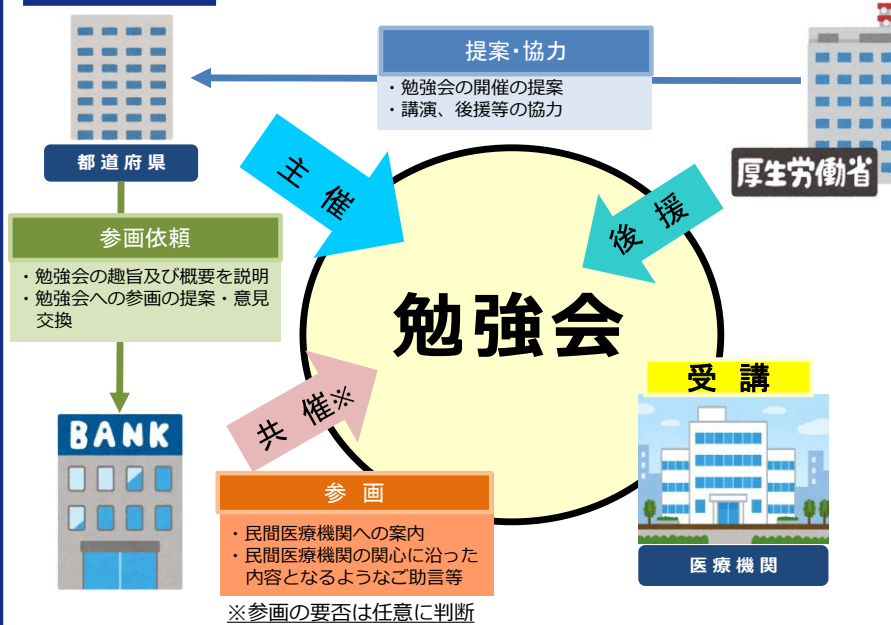 提案・協力
・勉強会の開催の提案
・講演、後援等の協力
都道府県
厚生労働省
主催
後援
参画依頼
・勉強会の趣旨及び概要を説明
・勉強会への参画の提案・意見
交換
勉強会
受講
共催※
BANK
参画
・民間医療機関への案内
・民間医療機関の関心に沿った
内容となるようなご助言等
医療機関
※参画の要否は任意に判断